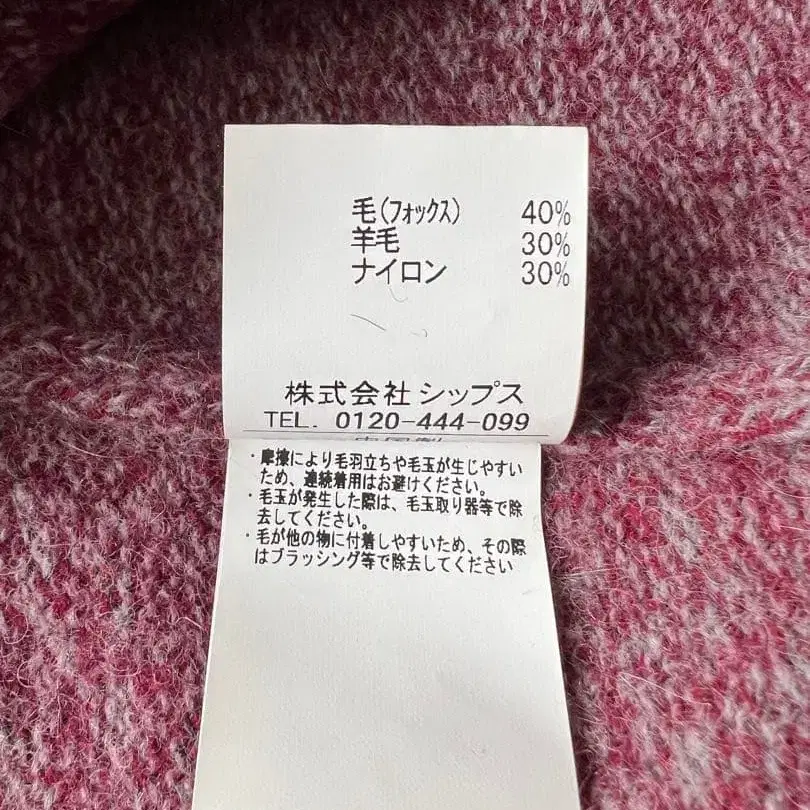 毛(フォックス) 40%
羊毛 30%
ナイロン 30%
株式会社 シップス
TEL. 0120-444-099
・摩擦により毛羽立ちや毛玉が生じやすい
ため、連続着用はお避けください。
・毛玉が発生した際は、毛玉取り器等で除
去してください。
・毛が他の物に付着しやすいため、その際
はブラッシング等で除去してください